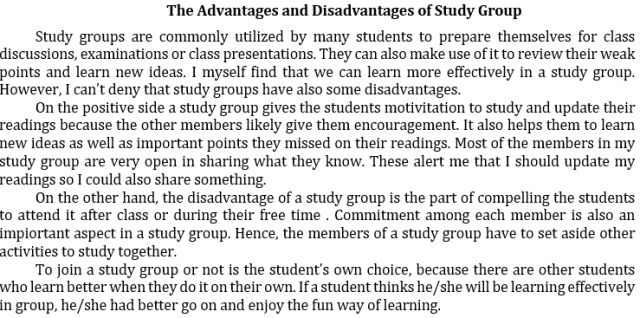 The Advantages and Disadvantages of Study Group
Study groups are commonly utilized by many students to prepare themselves for class
discussions, examinations or class presentations. They can also make use of it to review their weak
points and learn new ideas. I myself find that we can learn more effectively in a study group.
However, I can't deny that study groups have also some disadvantages.
On the positive side a study group gives the students motivitation to study and update their
readings because the other members likely give them encouragement. It also helps them to learn
new ideas as well as important points they missed on their readings. Most of the members in my
study group are very open in sharing what they know. These alert me that I should update my
readings so I could also share something.
On the other hand, the disadvantage of a study group is the part of compelling the students
to attend it after class or during their free time . Commitment among each member is also an
impiortant aspect in a study group. Hence, the members of a study group have to set aside other
activities to study together.
To join a study group or not is the student's own choice, because there are other students
who learn better when they do it on their own. If a student thinks he/she will be learning effectively
in group, he/she had better go on and enjoy the fun way of learning.